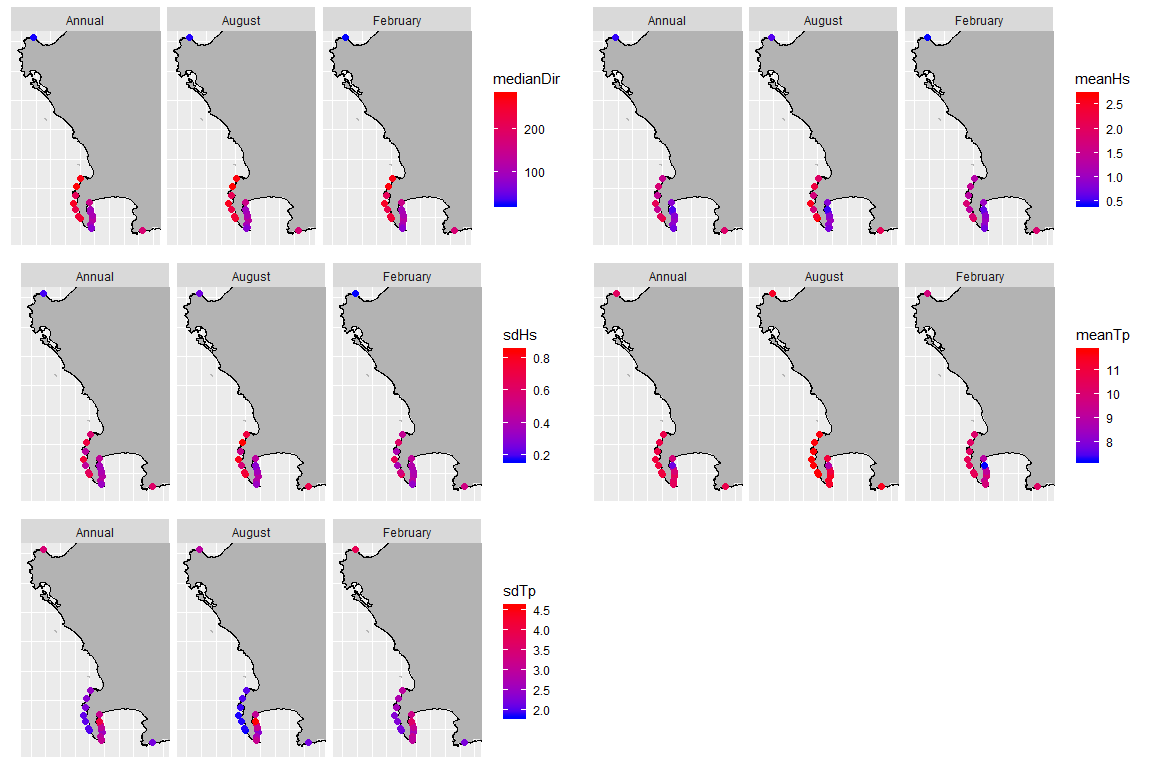 Annual August February
medianDir
200
100
Annual August February
meanHs
2.5
2.0
1.5
1.0
0.5
Annual August February
sdHs
0.8
0.6
0.4
0.2
Annual August February
meanTp
11
10
9
8
Annual August February
sdTp
4.5
4.0
3.5
3.0
2.5
2.0